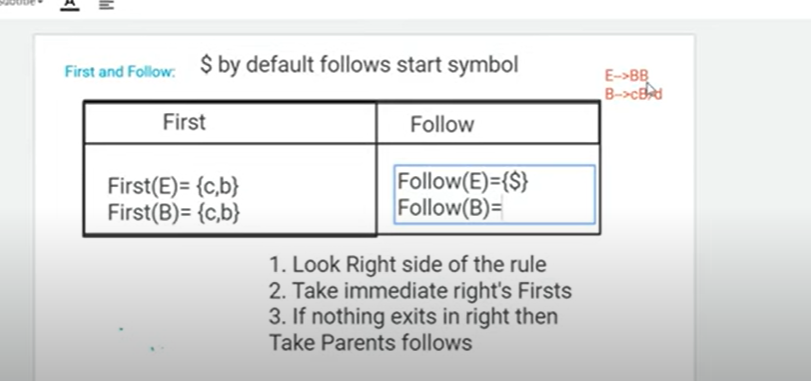 A
First and Follow: $ by default follows start symbol
E-->BB
B-->cB/d
First
Follow
First(E)= {c,b}
First(B)= {c,b}
Follow(E)={$}
Follow(B)=
1. Look Right side of the rule
2. Take immediate right's Firsts
3. If nothing exits in right then
Take Parents follows